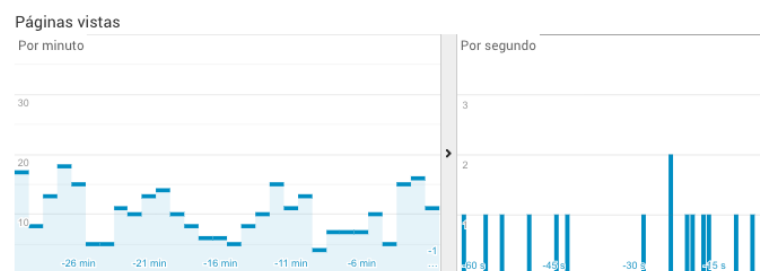 Páginas vistas
Por minuto
30
20
10
-26 min
-21 min
-16 min
-11 min
-6 min
-1
...
Por segundo
3
2
1
-60 s
-45 s
-30 s
-15 s